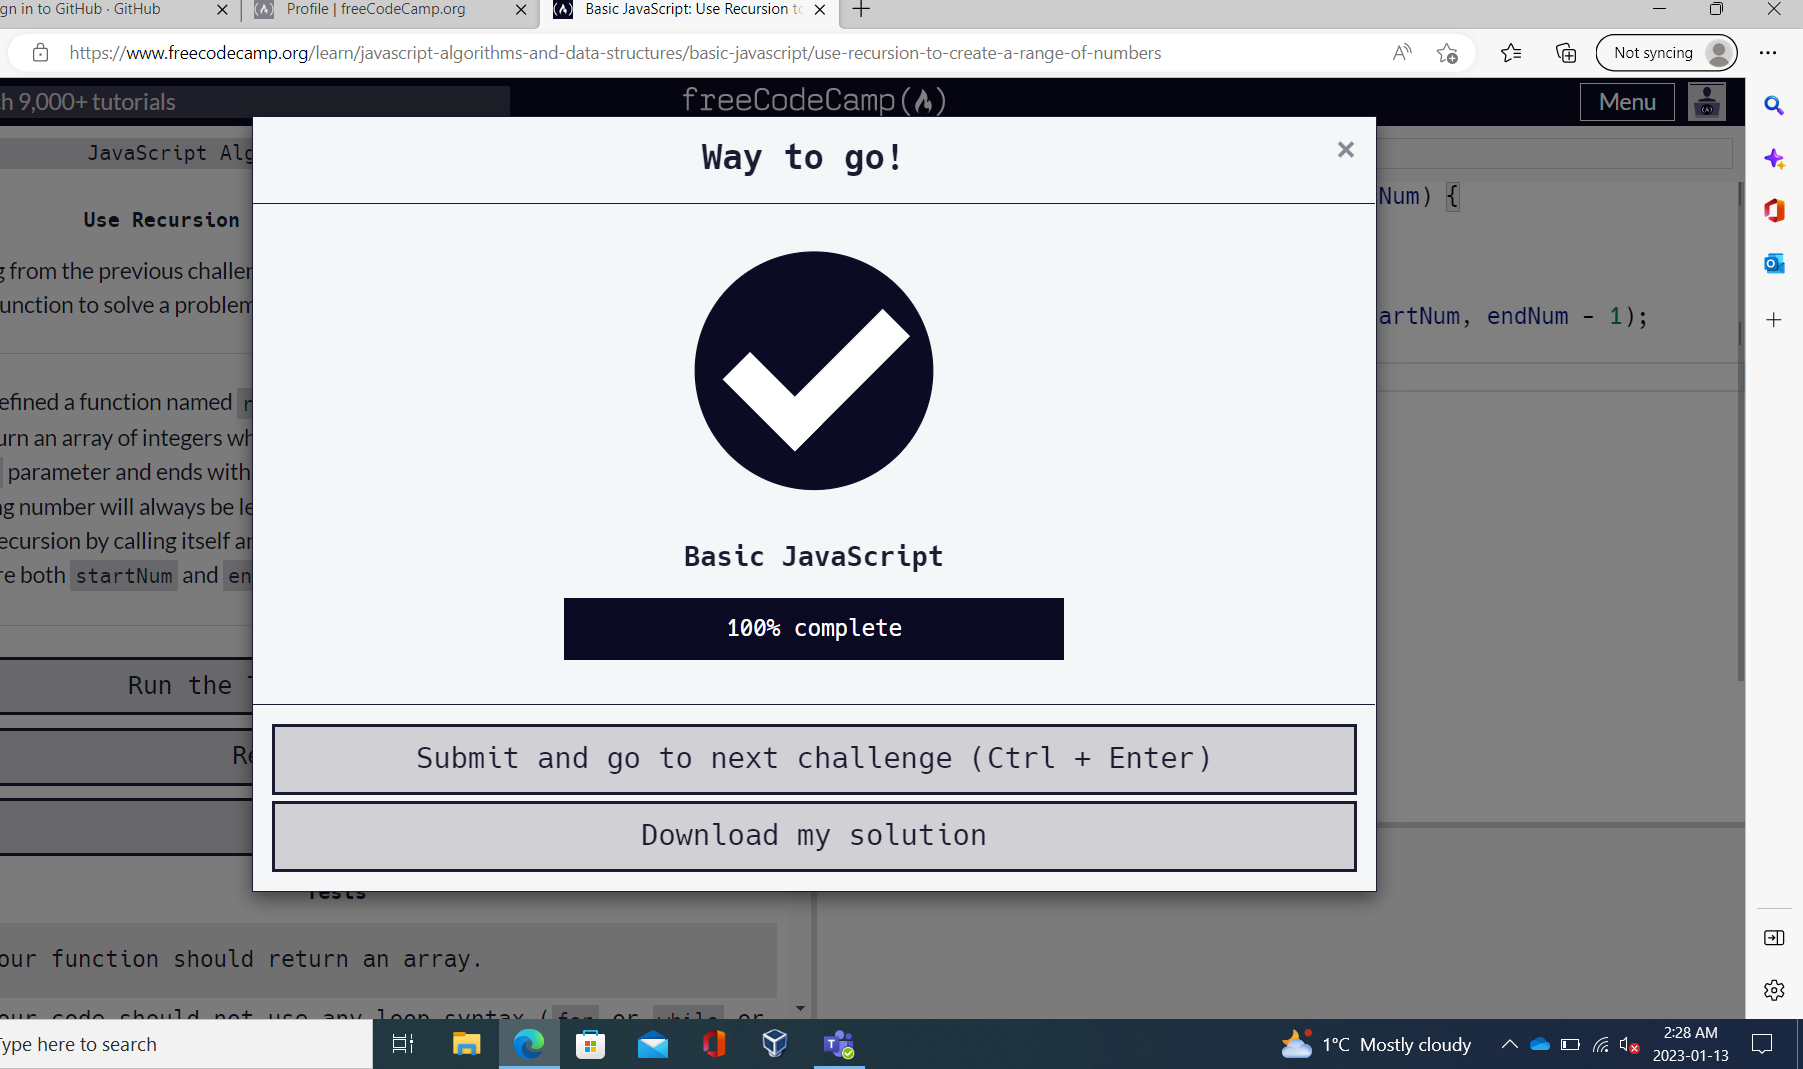 gn in to GitHub · GitHub
Profile | freeCodeCamp.org
Basic JavaScript: Use Recursion to
https://www.freecodecamp.org/learn/javascript-algorithms-and-data-structures/basic-javascript/use-recursion-to-create-a-range-of-numbers
Not syncing
h 9,000+ tutorials
freeCodeCamp(🔥)
Menu
JavaScript Alg
Way to go!
×
Num) {
Use Recursion
g from the previous challen
unction to solve a problem
artNum, endNum - 1);
efined a function named r
urn an array of integers wh
parameter and ends with
ng number will always be le
ecursion by calling itself an
re both startNum and en
Basic JavaScript
100% complete
Run the T
Re
Submit and go to next challenge (Ctrl + Enter)
Download my solution
Tests
our function should return an array.
our code should not use any loop syntax (for or while or
Type here to search
1°C Mostly cloudy
2:28 AM
2023-01-13